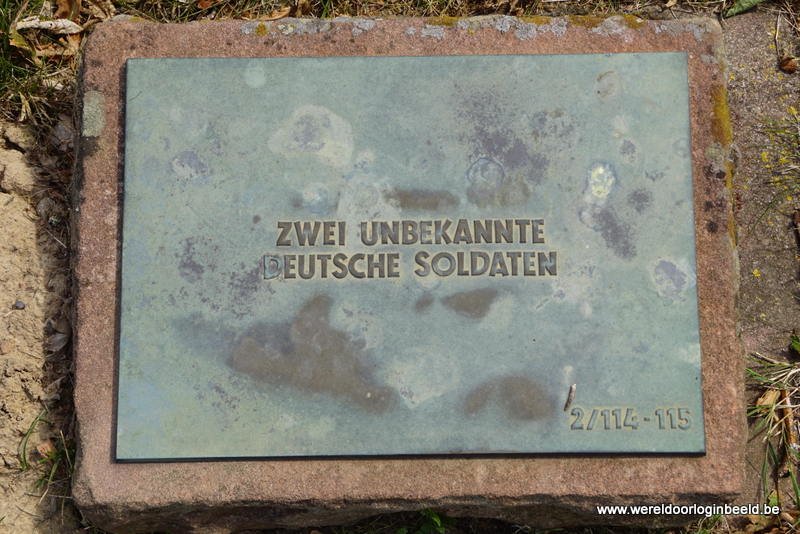 ZWEI UNBEKANNTE
DEUTSCHE SOLDATEN
2/114-115
www.wereldoorloginbeeld.be